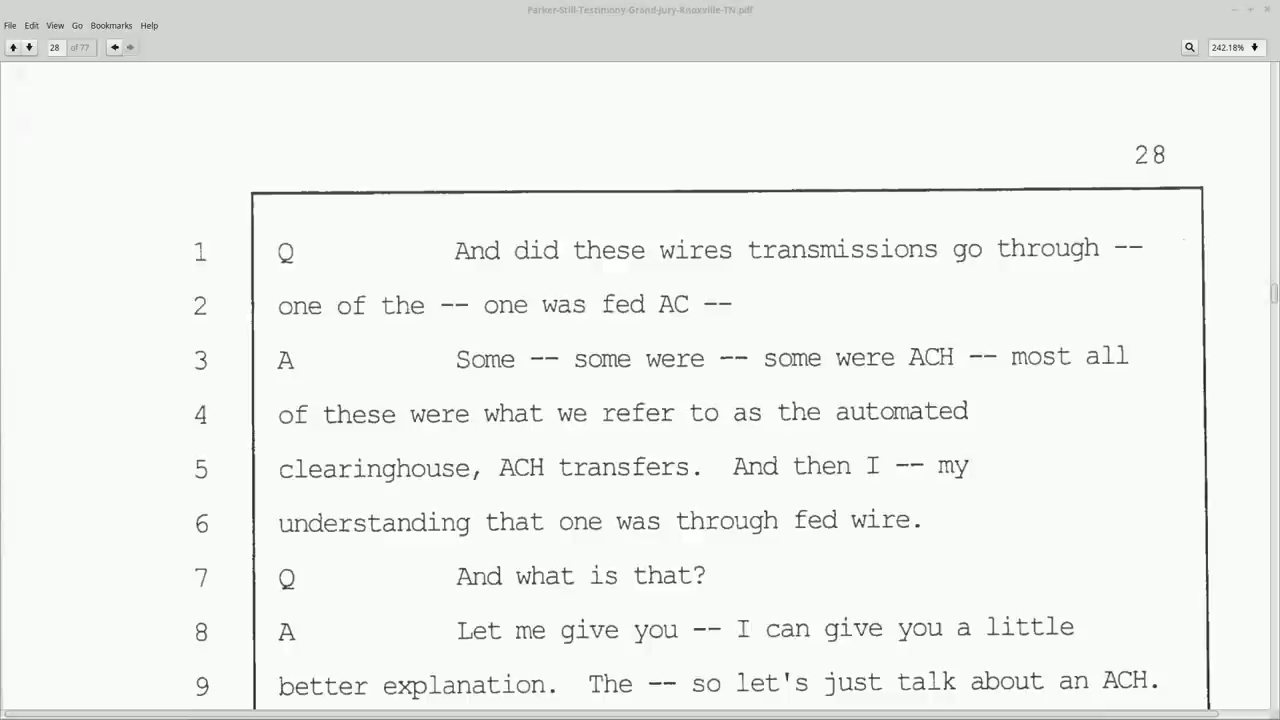 Parker-Still-Testimony-Grand-Jury-Knoxville-TN.pdf
File Edit View Go Bookmarks Help
28 of 77 242.18%
28
1 Q And did these wires transmissions go through --
2 one of the -- one was fed AC --
3 A Some -- some were -- some were ACH -- most all
4 of these were what we refer to as the automated
5 clearinghouse, ACH transfers. And then I -- my
6 understanding that one was through fed wire.
7 Q And what is that?
8 A Let me give you -- I can give you a little
9 better explanation. The -- so let's just talk about an ACH.